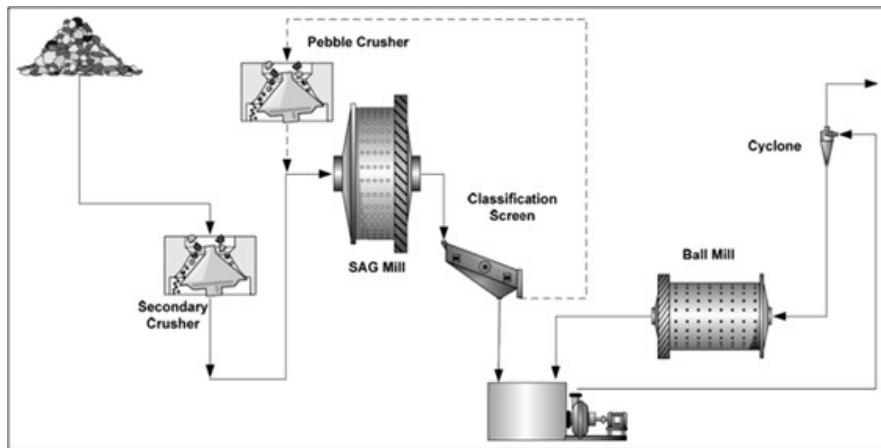 Pebble Crusher
Cyclone
Classification
Screen
Ball Mill
SAG Mill
Secondary
Crusher